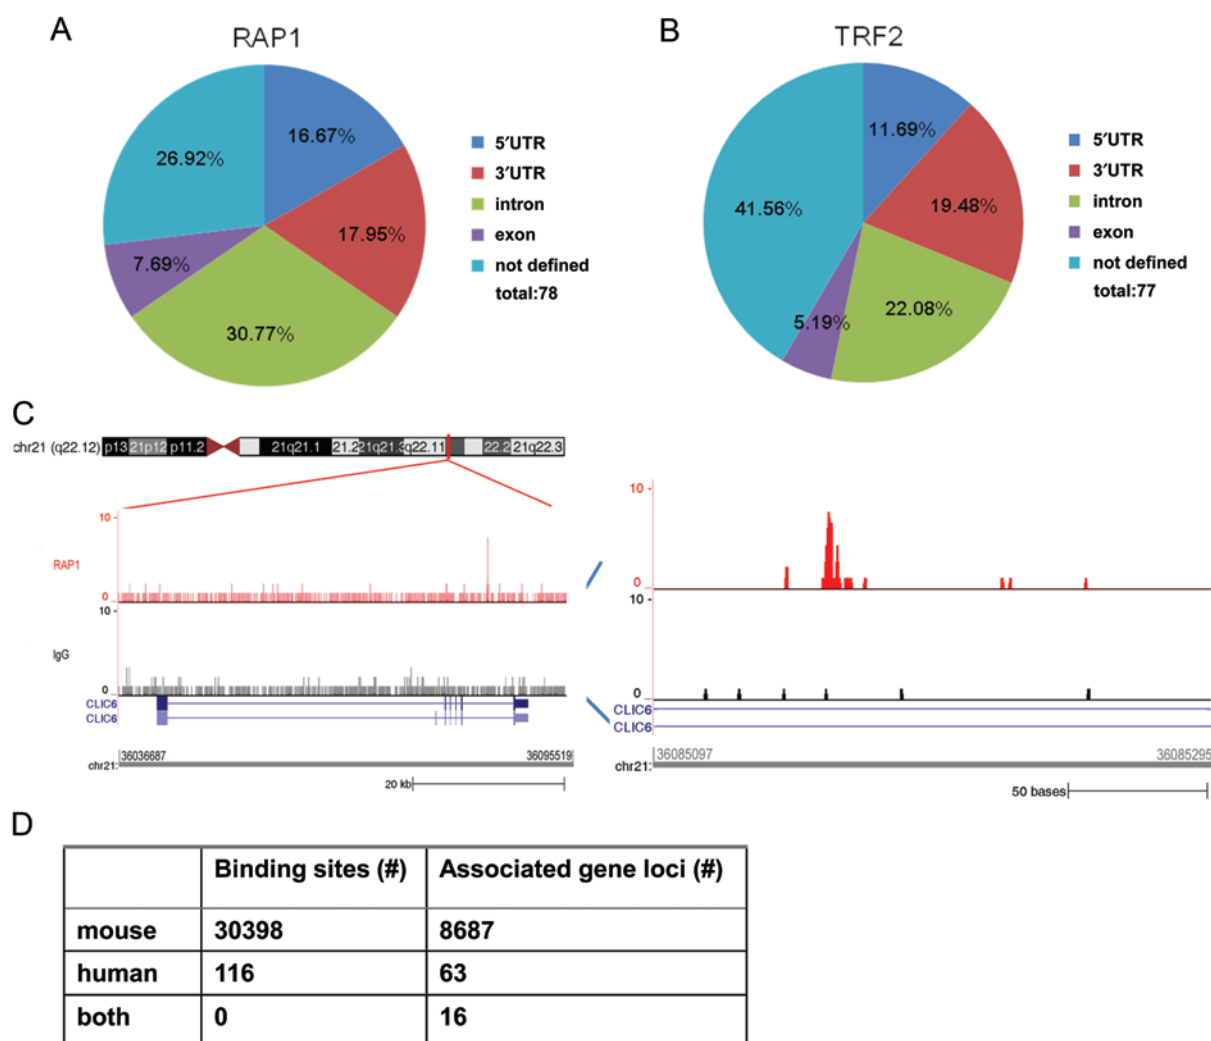 A
RAP1
16.67%
17.95%
30.77%
7.69%
26.92%
5′UTR
3′UTR
intron
exon
not defined
total:78
B
TRF2
11.69%
19.48%
22.08%
5.19%
41.56%
5′UTR
3′UTR
intron
exon
not defined
total:77
C
chr21 (q22.12) p13 21p12 p11.2 21q21.1 21.2 21q21.3 q22.11 22.2 21q22.3
10
RAP1
0
10
IgG
0
CLIC6
CLIC6
36036687 36095519
chr21:
20 kb
10
0
10
0
CLIC6
CLIC6
36085097 36085295
chr21:
50 bases
D
Binding sites (#) Associated gene loci (#)
mouse 30398 8687
human 116 63
both 0 16